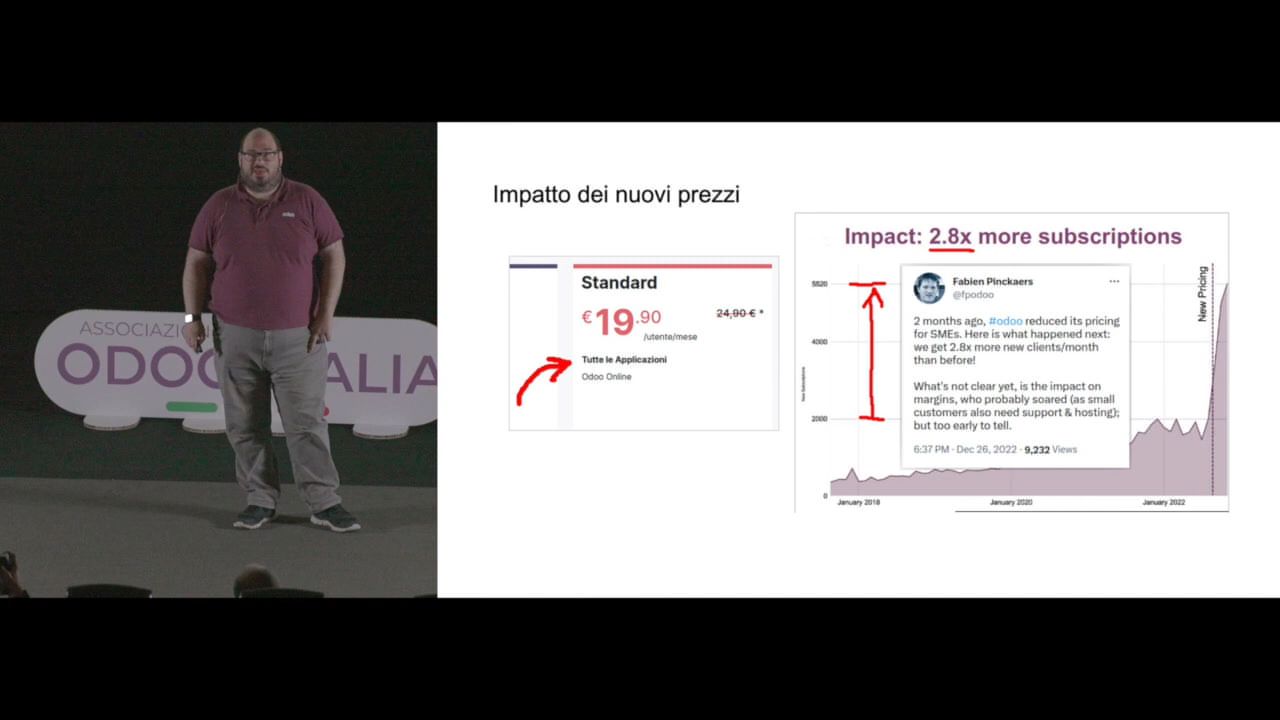 ASSOCIAZION
ODOO
ALIA
Impatto dei nuovi prezzi
Standard
€19.90
24,90 € *
/utente/mese
Tutte le Applicazioni
Odoo Online
Impact: 2.8x more subscriptions
Fabien Pinckaers
@fpodoo
2 months ago, #odoo reduced its pricing
for SMEs. Here is what happened next:
we get 2.8x more new clients/month
than before!
What's not clear yet, is the impact on
margins, who probably soared (as small
customers also need support & hosting);
but too early to tell.
6:37 PM · Dec 26, 2022 · 9,232 Views
New Pricing
5520
4000
2000
0
New Subscriptions
January 2018
January 2020
January 2022